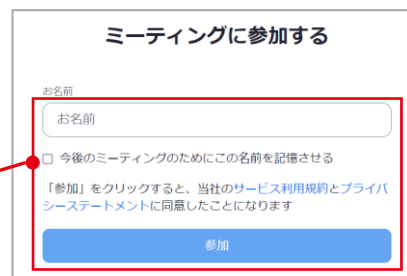 ミーティングに参加する
お名前
お名前
今後のミーティングのためにこの名前を記憶させる
「参加」をクリックすると、当社のサービス利用規約とプライバ
シーステートメントに同意したことになります
参加